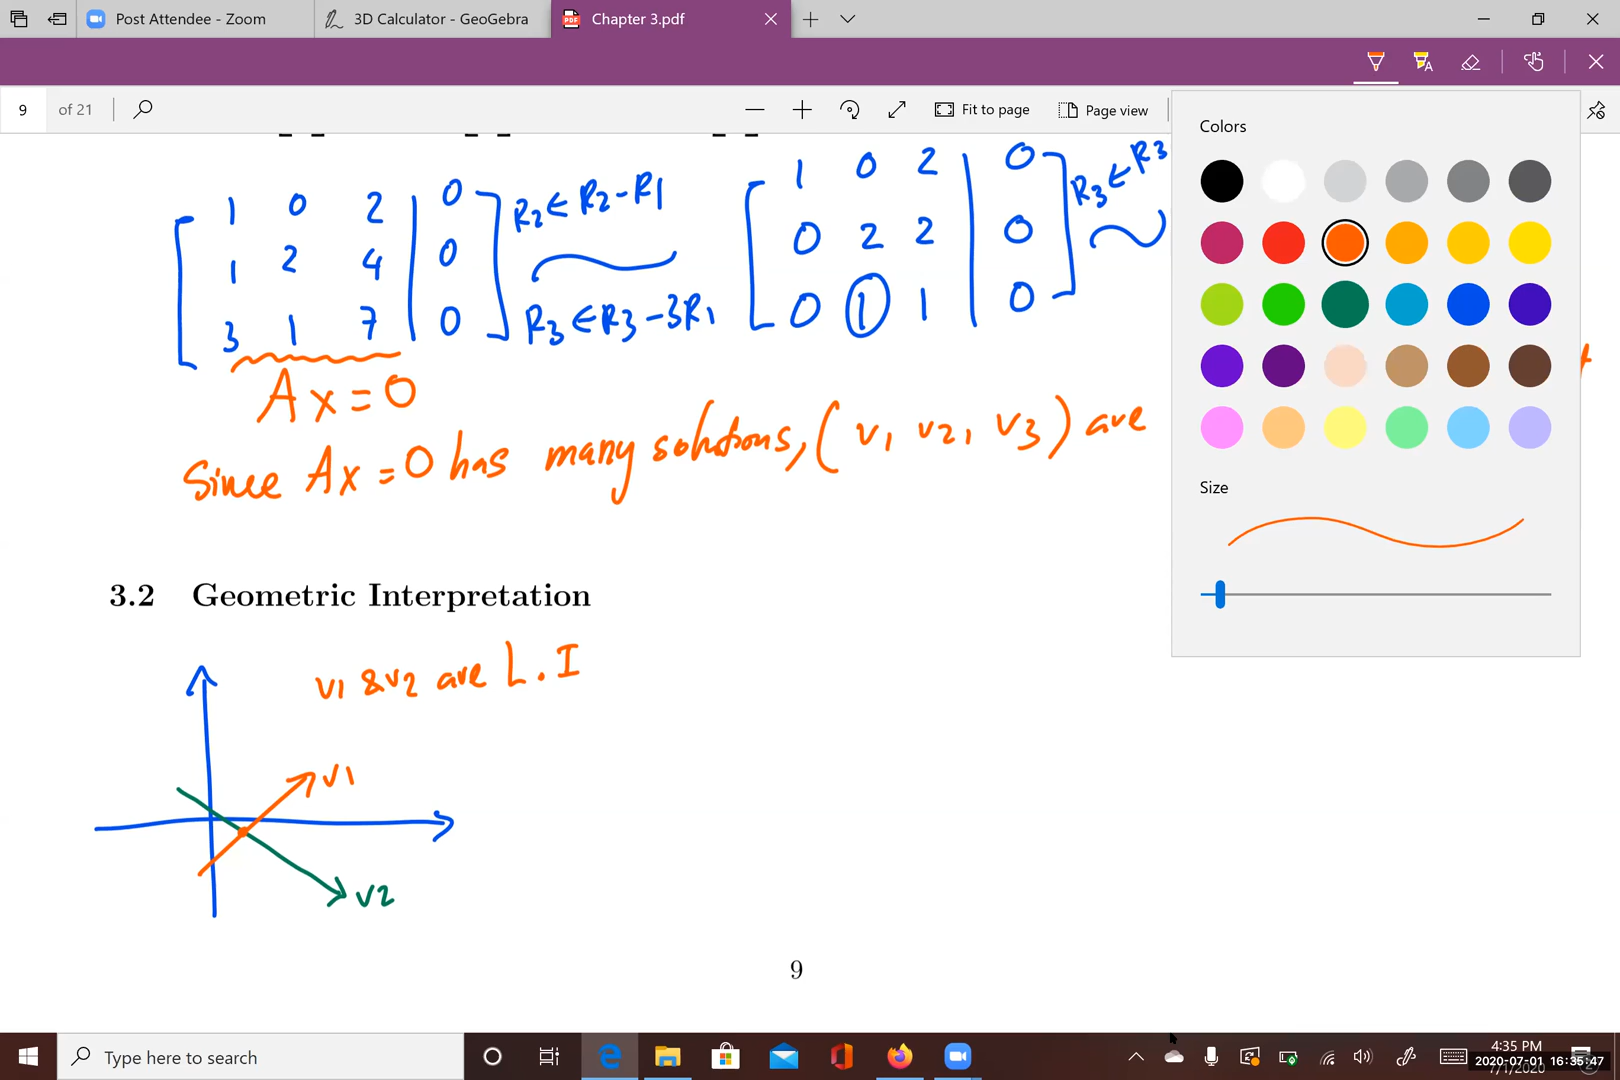 Post Attendee - Zoom
3D Calculator - GeoGebra
Chapter 3.pdf
9 of 21
Fit to page
Page view
1 0 2 | 0
1 2 4 | 0
3 1 7 | 0
R2 ← R2 - R1
R3 ← R3 - 3R1
1 0 2 | 0
0 2 2 | 0
0 1 1 | 0
R3 ← R3
Ax = 0
Since Ax = 0 has many solutions, (v1, v2, v3) are
3.2 Geometric Interpretation
v1 & v2 are L.I
v1
v2
9
Colors
Size
Type here to search
4:35 PM
2020-07-01 16:35:47